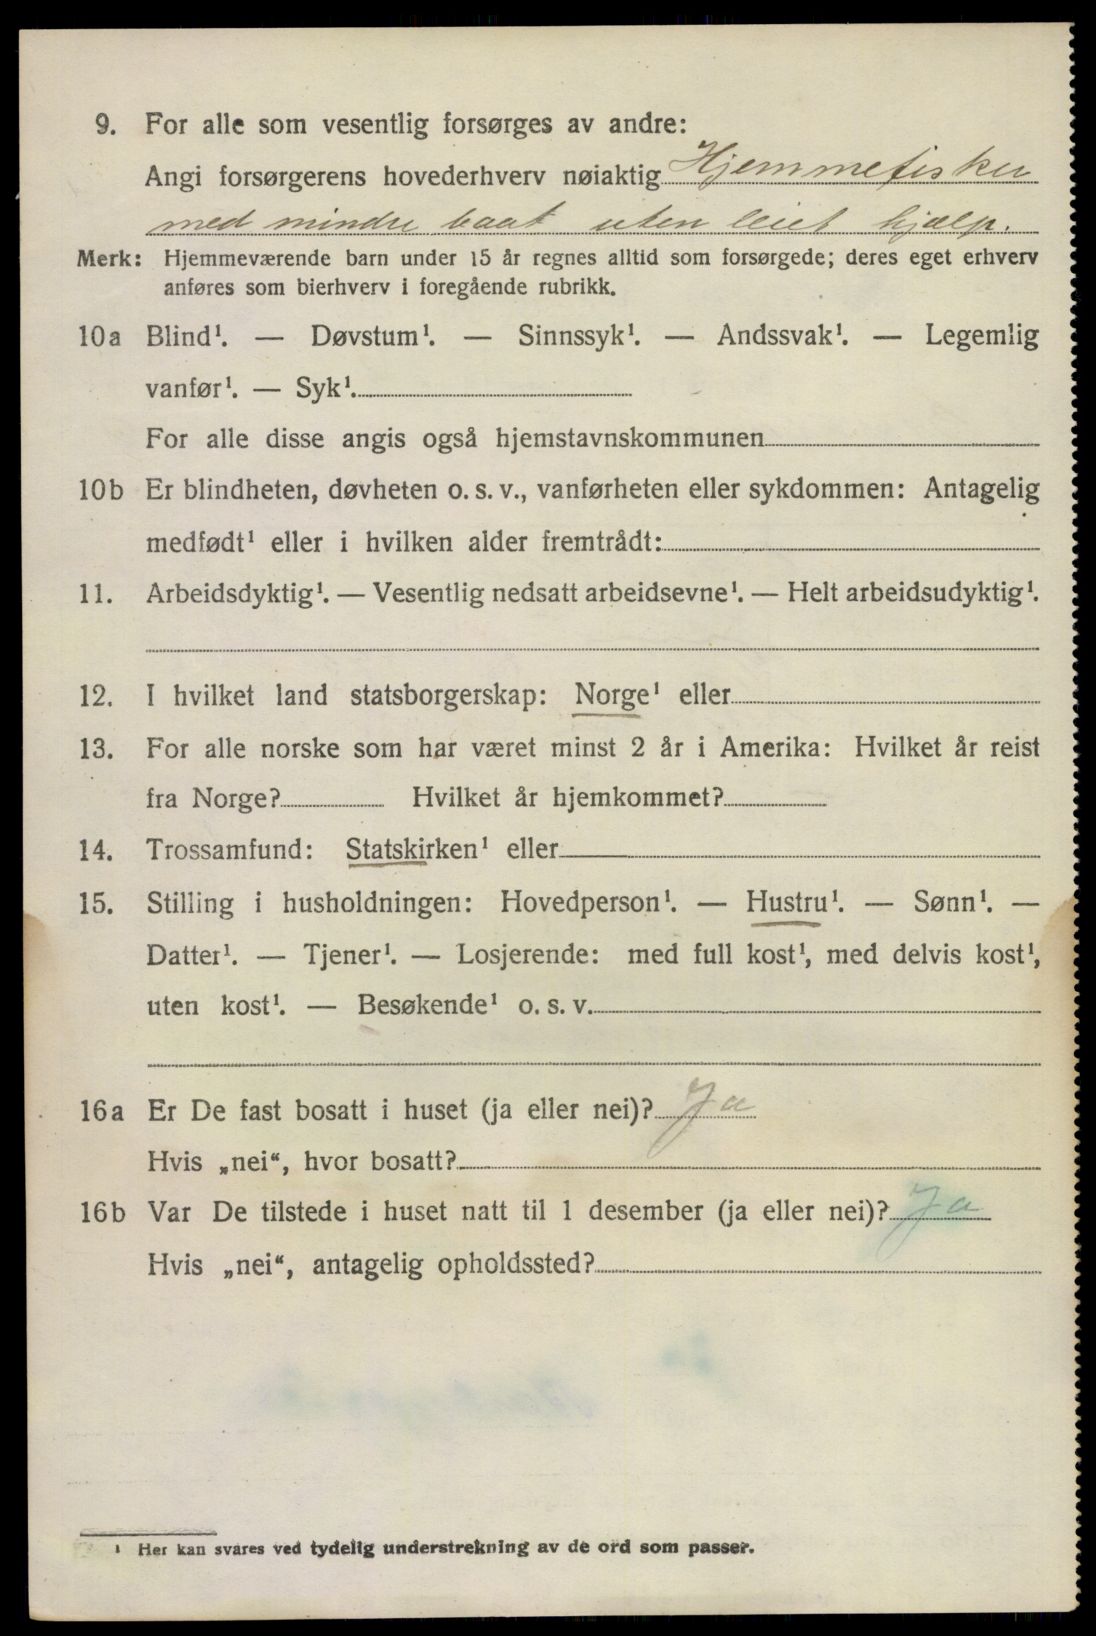 9. For alle som vesentlig forsørges av andre:
Angi forsørgerens hovederhverv nøiaktig Hjemmefisker
med mindre baat uten leiet hjælp.
Merk: Hjemmeværende barn under 15 år regnes alltid som forsørgede; deres eget erhverv
anføres som bierhverv i foregående rubrikk.
10a Blind¹. — Døvstum¹. — Sinnssyk¹. — Andssvak¹. — Legemlig
vanfør¹. — Syk¹.
For alle disse angis også hjemstavnskommunen
10b Er blindheten, døvheten o. s. v., vanførheten eller sykdommen: Antagelig
medfødt¹ eller i hvilken alder fremtrådt:
11. Arbeidsdyktig¹. — Vesentlig nedsatt arbeidsevne¹. — Helt arbeidsudyktig¹.
12. I hvilket land statsborgerskap: Norge¹ eller
13. For alle norske som har været minst 2 år i Amerika: Hvilket år reist
fra Norge? Hvilket år hjemkommet?
14. Trossamfund: Statskirken¹ eller
15. Stilling i husholdningen: Hovedperson¹. — Hustru¹. — Sønn¹. —
Datter¹. — Tjener¹. — Losjerende: med full kost¹, med delvis kost¹,
uten kost¹. — Besøkende¹ o. s. v.
16a Er De fast bosatt i huset (ja eller nei)? Ja
Hvis „nei“, hvor bosatt?
16b Var De tilstede i huset natt til 1 desember (ja eller nei)? Ja
Hvis „nei“, antagelig opholdssted?
¹ Her kan svares ved tydelig understrekning av de ord som passer.